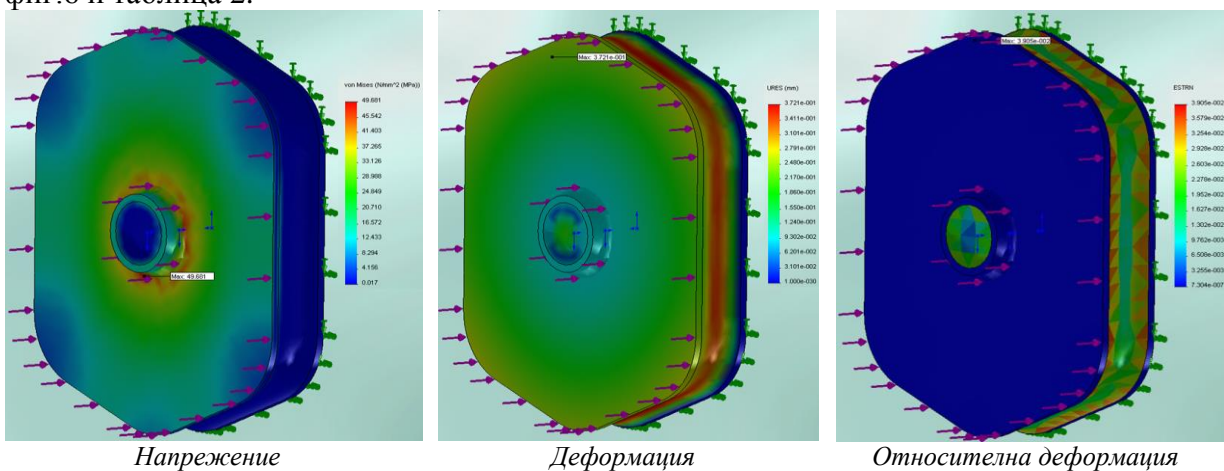 фиг.6 и таблица 2.
von Mises (N/mm^2 (MPa))
49.681
45.542
41.403
37.265
33.126
28.988
24.849
20.710
16.572
12.433
8.294
4.156
0.017
Max: 49.681
Напрежение
Max: 3.721e-001
URES (mm)
3.721e-001
3.411e-001
3.101e-001
2.791e-001
2.480e-001
2.170e-001
1.860e-001
1.550e-001
1.240e-001
9.302e-002
6.201e-002
3.101e-002
1.000e-030
Деформация
Max: 3.905e-002
ESTRN
3.905e-002
3.579e-002
3.254e-002
2.928e-002
2.603e-002
2.278e-002
1.952e-002
1.627e-002
1.302e-002
9.762e-003
6.508e-003
3.255e-003
7.304e-007
Относителна деформация